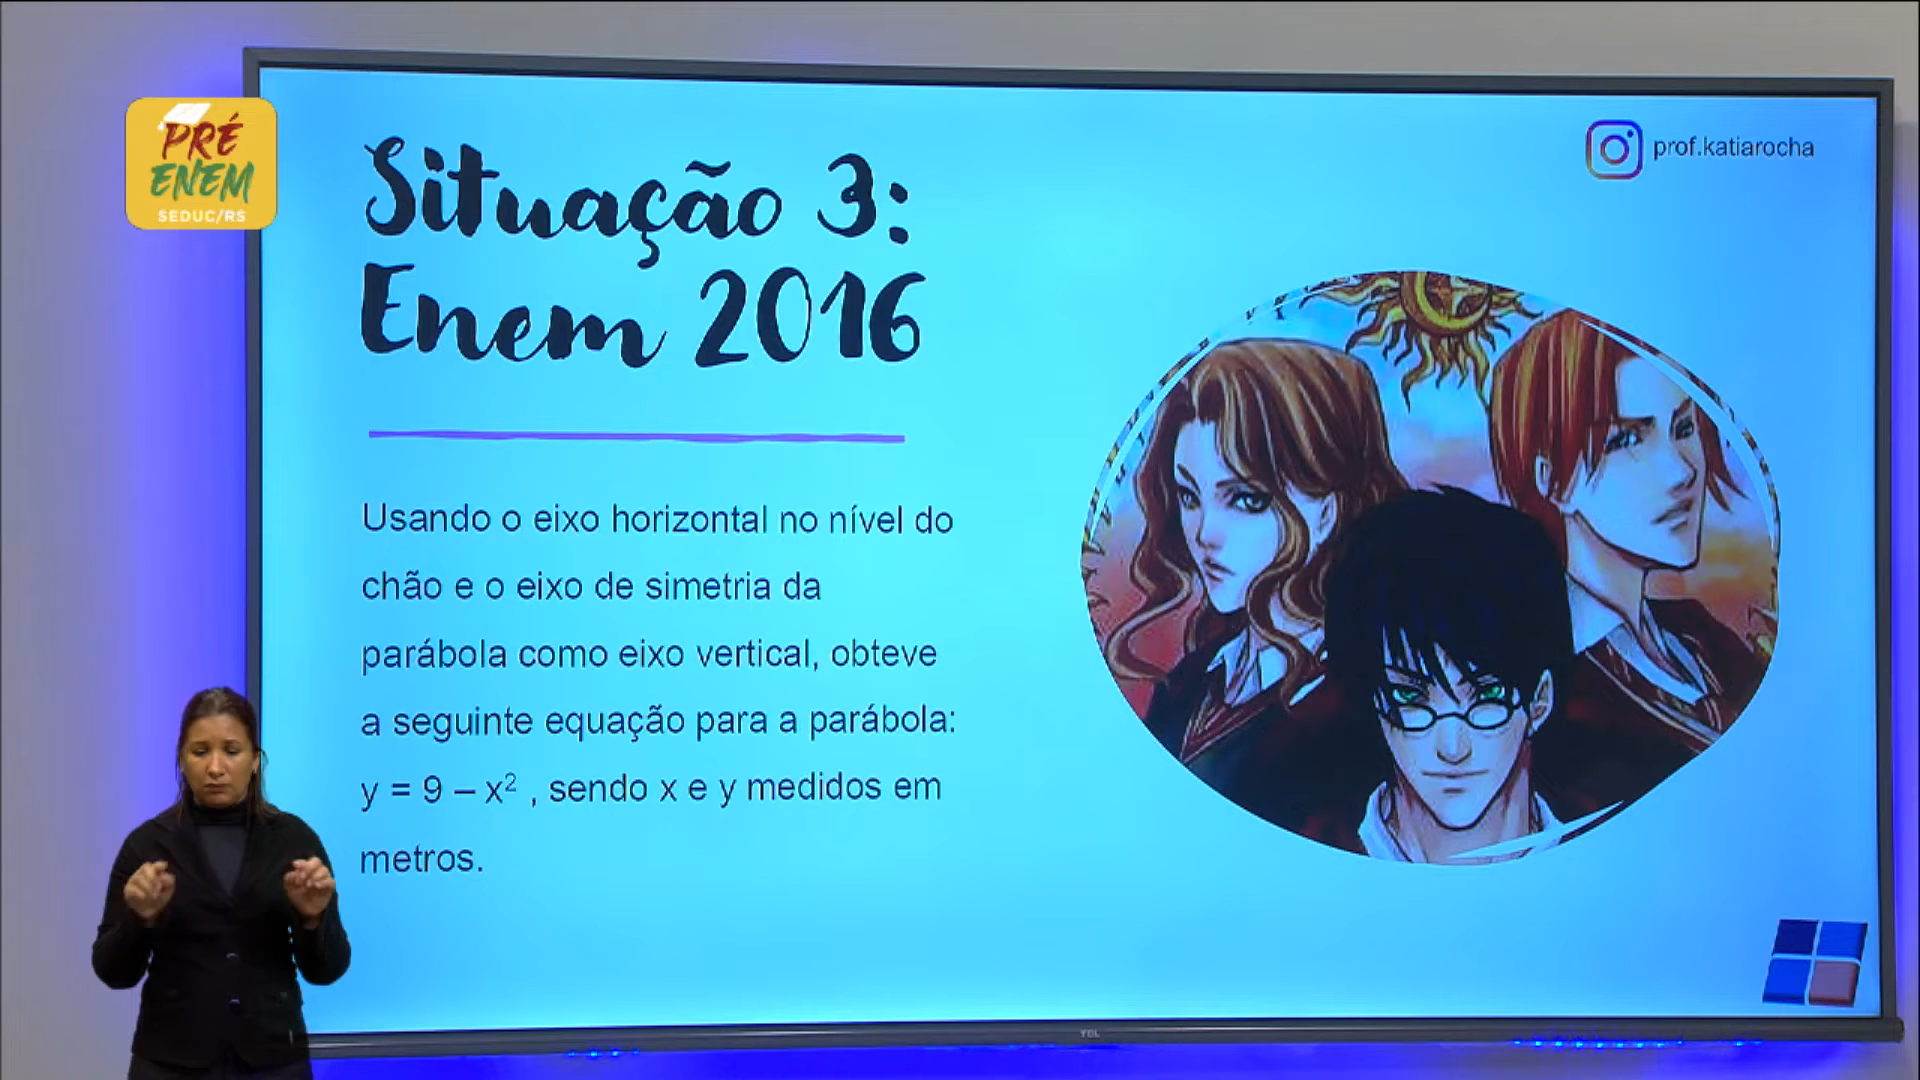 PRÉ
ENEM
SEDUC/RS
Situação 3:
Enem 2016
prof.katiarocha
Usando o eixo horizontal no nível do
chão e o eixo de simetria da
parábola como eixo vertical, obteve
a seguinte equação para a parábola:
y = 9 – x² , sendo x e y medidos em
metros.
TCL